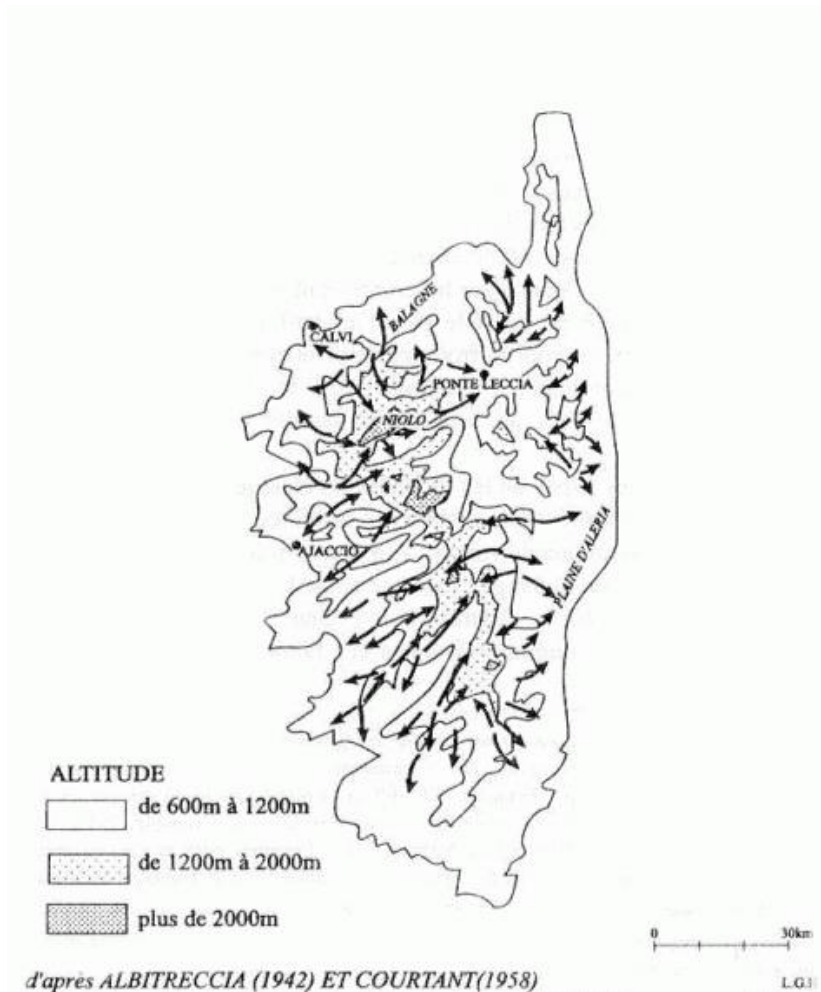 BALAGNE
CALVI
PONTE LECCIA
NIOLO
AJACCIO
PLAINE D'ALERIA
ALTITUDE
de 600m à 1200m
de 1200m à 2000m
plus de 2000m
0 30km
d'après ALBITRECCIA (1942) ET COURTANT(1958)